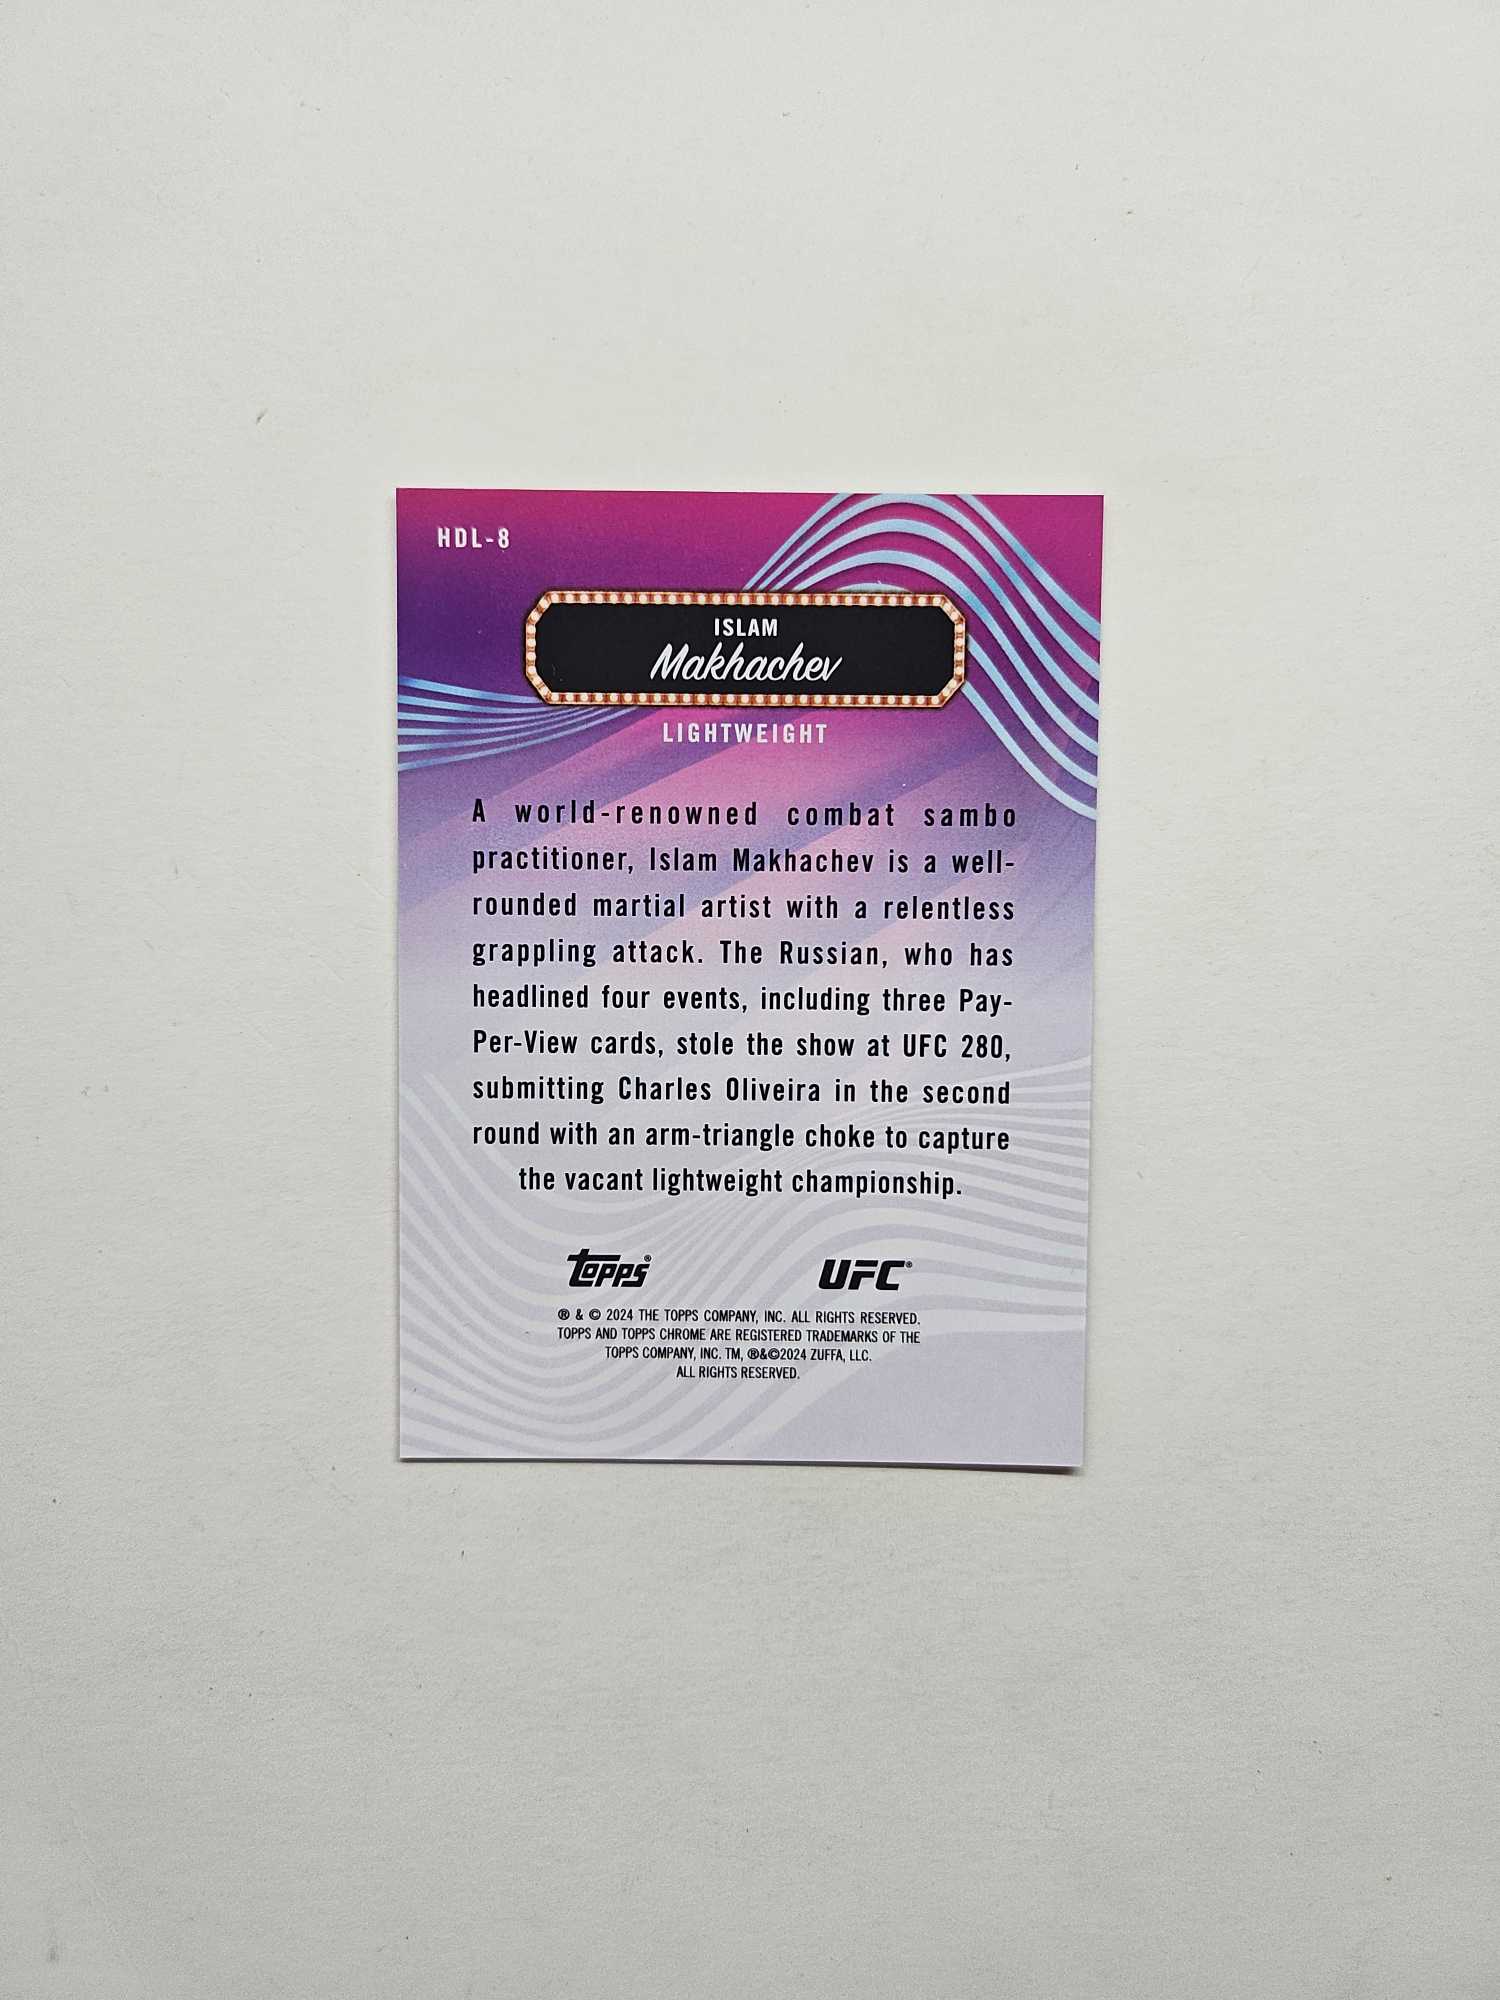 HDL-8
ISLAM
Makhachev
LIGHTWEIGHT
A world-renowned combat sambo
practitioner, Islam Makhachev is a well-
rounded martial artist with a relentless
grappling attack. The Russian, who has
headlined four events, including three Pay-
Per-View cards, stole the show at UFC 280,
submitting Charles Oliveira in the second
round with an arm-triangle choke to capture
the vacant lightweight championship.
topps® UFC®
® & © 2024 THE TOPPS COMPANY, INC. ALL RIGHTS RESERVED.
TOPPS AND TOPPS CHROME ARE REGISTERED TRADEMARKS OF THE
TOPPS COMPANY, INC. TM, ®&©2024 ZUFFA, LLC.
ALL RIGHTS RESERVED.